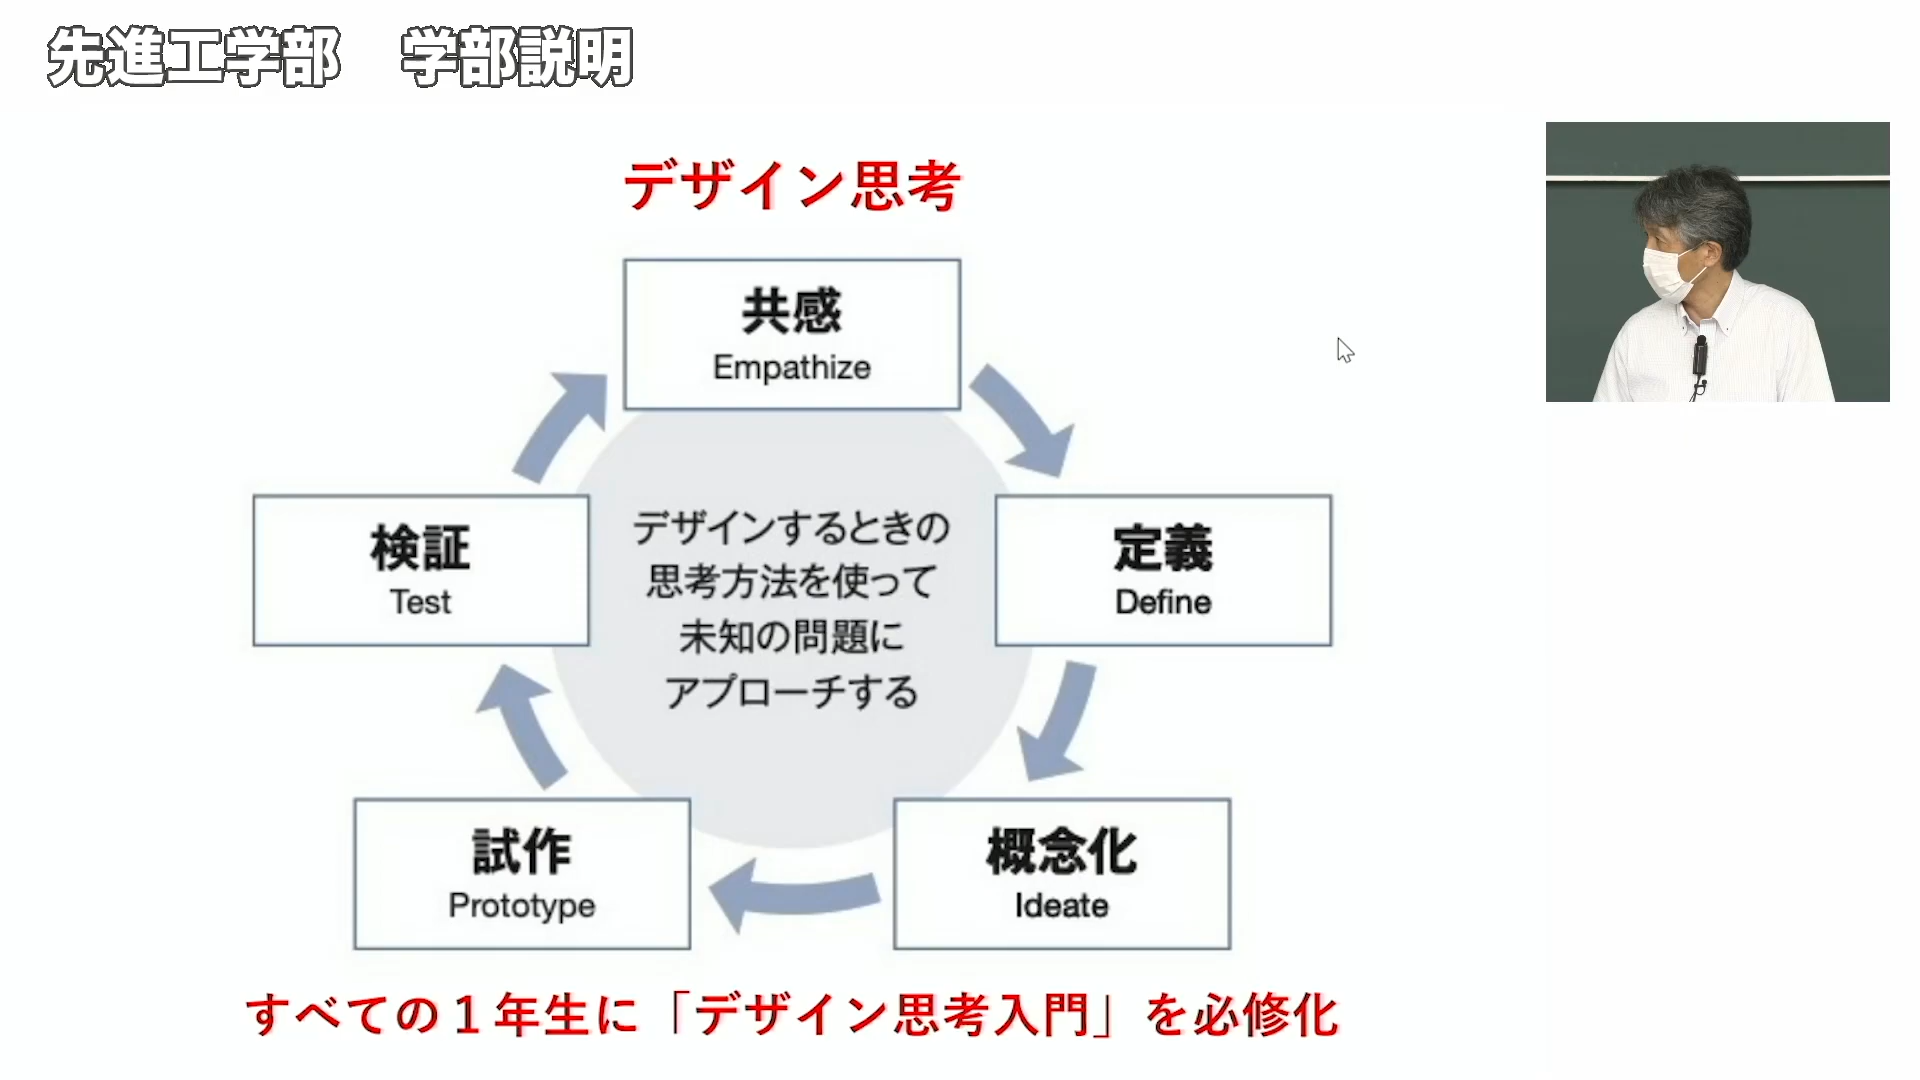 先進工学部　学部説明
デザイン思考
共感
Empathize
検証
Test
デザインするときの
思考方法を使って
未知の問題に
アプローチする
定義
Define
試作
Prototype
概念化
Ideate
すべての１年生に「デザイン思考入門」を必修化